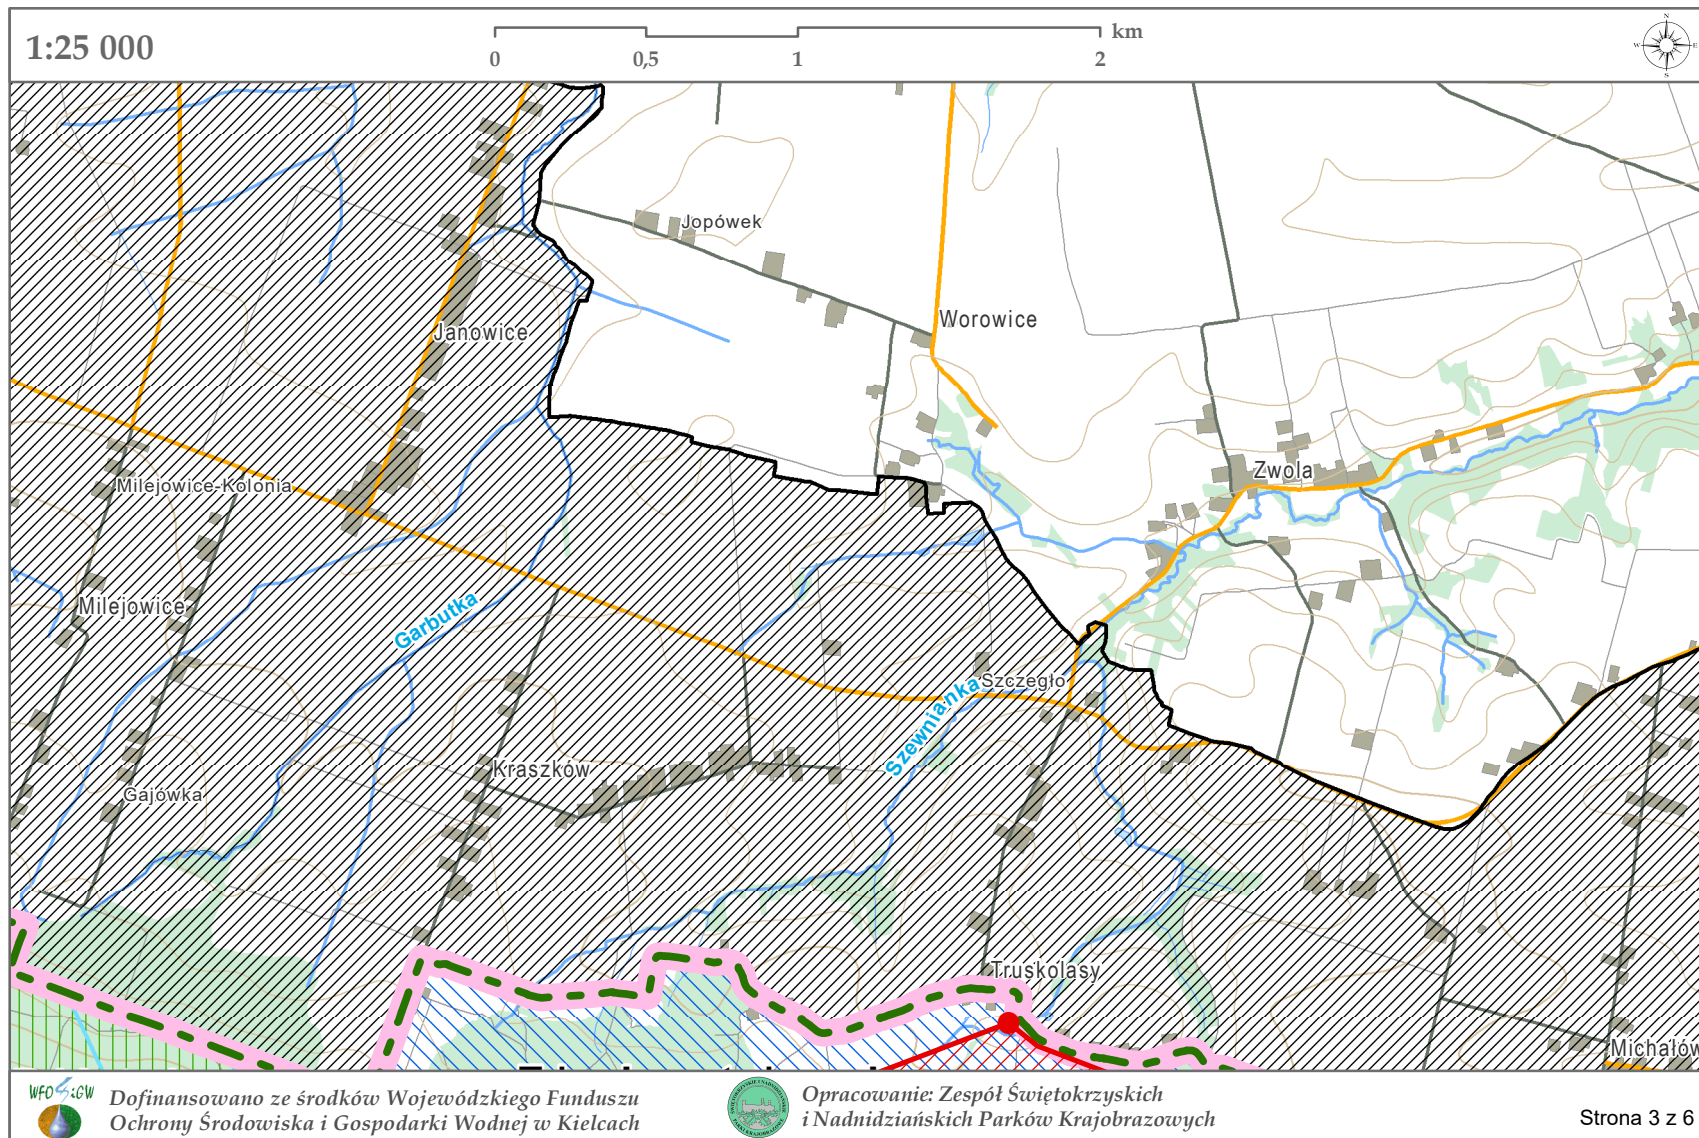 1:25 000
0 0,5 1 2 km
N
W E
S
Jopówek
Worowice
Janowice
Zwola
Milejowice-Kolonia
Milejowice
Garbutka
Szczegło
Szewnianka
Kraszków
Gajówka
Truskolasy
Michałów
WFOŚiGW
Dofinansowano ze środków Wojewódzkiego Funduszu
Ochrony Środowiska i Gospodarki Wodnej w Kielcach
Opracowanie: Zespół Świętokrzyskich
i Nadnidziańskich Parków Krajobrazowych
Strona 3 z 6